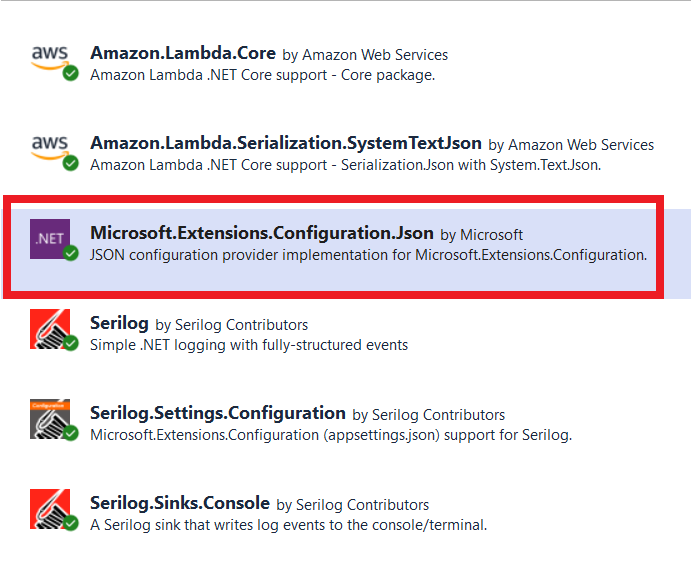 aws
Amazon.Lambda.Core by Amazon Web Services
Amazon Lambda .NET Core support - Core package.
aws
Amazon.Lambda.Serialization.SystemTextJson by Amazon Web Services
Amazon Lambda .NET Core support - Serialization.Json with System.Text.Json.
.NET
Microsoft.Extensions.Configuration.Json by Microsoft
JSON configuration provider implementation for Microsoft.Extensions.Configuration.
Serilog by Serilog Contributors
Simple .NET logging with fully-structured events
Configuration
Serilog.Settings.Configuration by Serilog Contributors
Microsoft.Extensions.Configuration (appsettings.json) support for Serilog.
Serilog.Sinks.Console by Serilog Contributors
A Serilog sink that writes log events to the console/terminal.